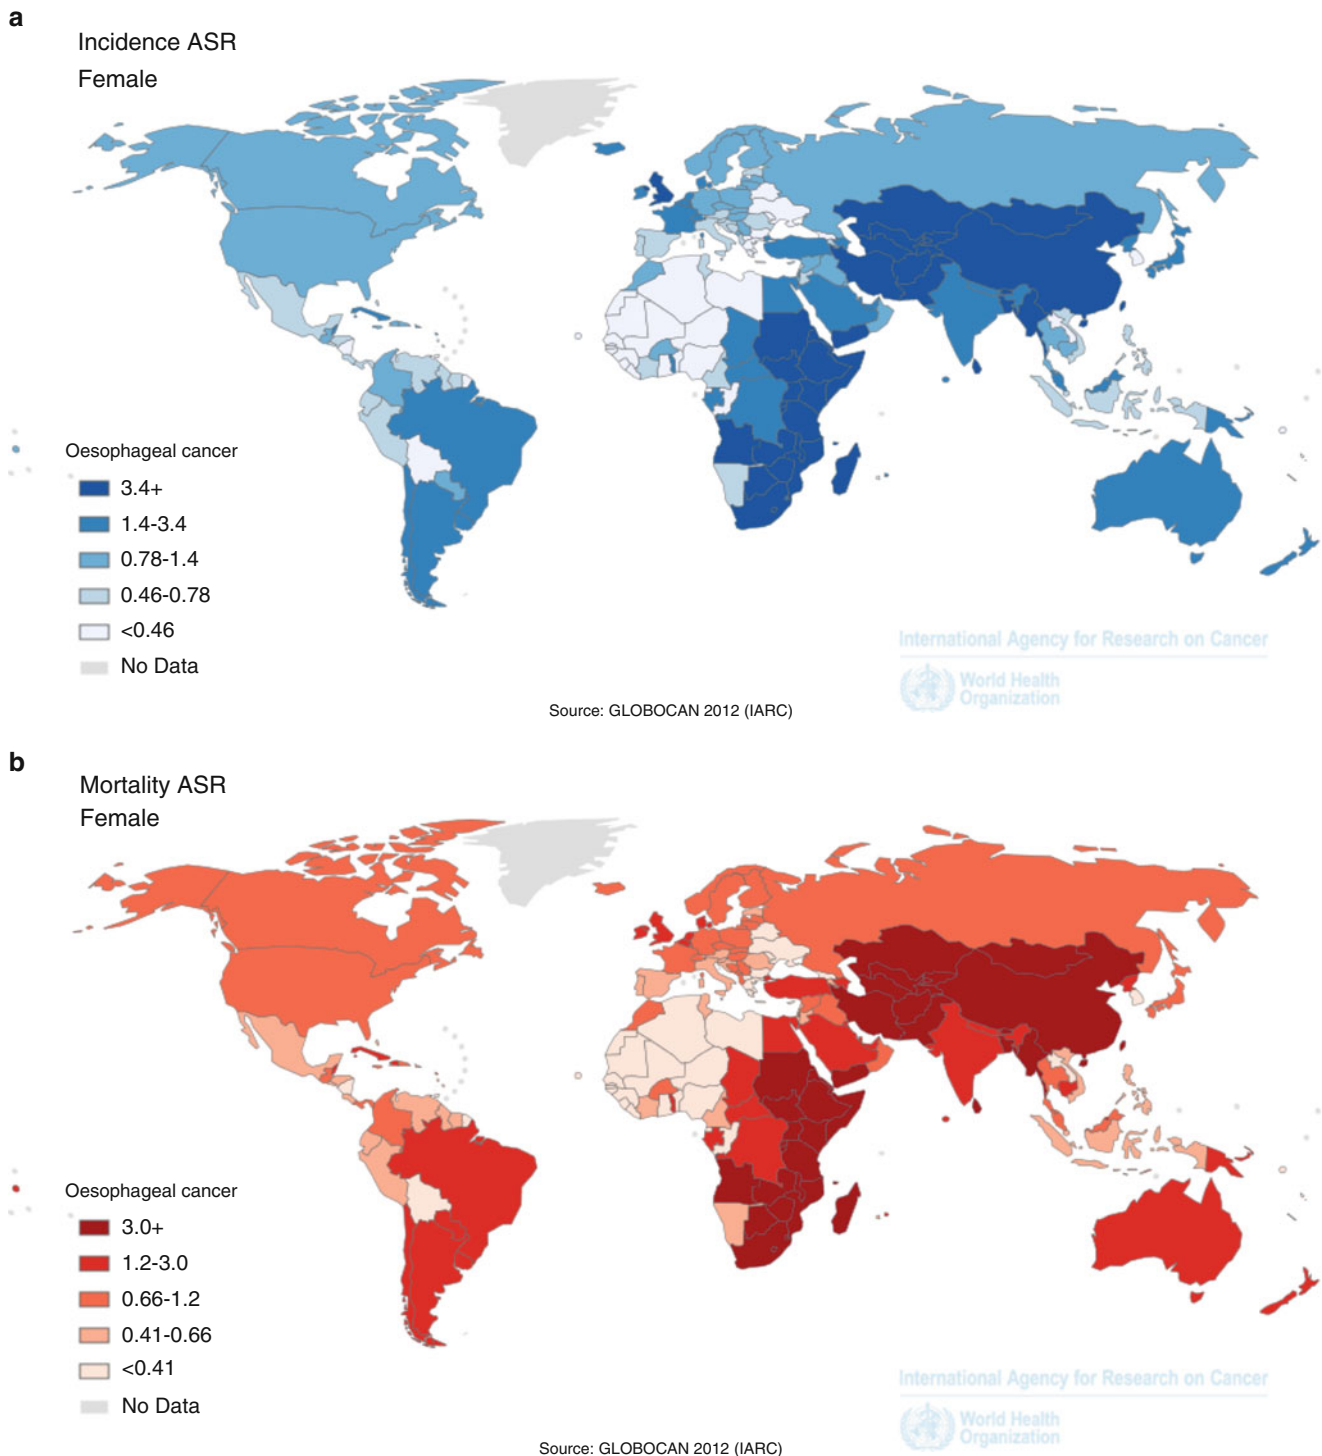 a
Incidence ASR
Female
Oesophageal cancer
3.4+
1.4-3.4
0.78-1.4
0.46-0.78
<0.46
No Data
International Agency for Research on Cancer
World Health
Organization
Source: GLOBOCAN 2012 (IARC)
b
Mortality ASR
Female
Oesophageal cancer
3.0+
1.2-3.0
0.66-1.2
0.41-0.66
<0.41
No Data
International Agency for Research on Cancer
World Health
Organization
Source: GLOBOCAN 2012 (IARC)